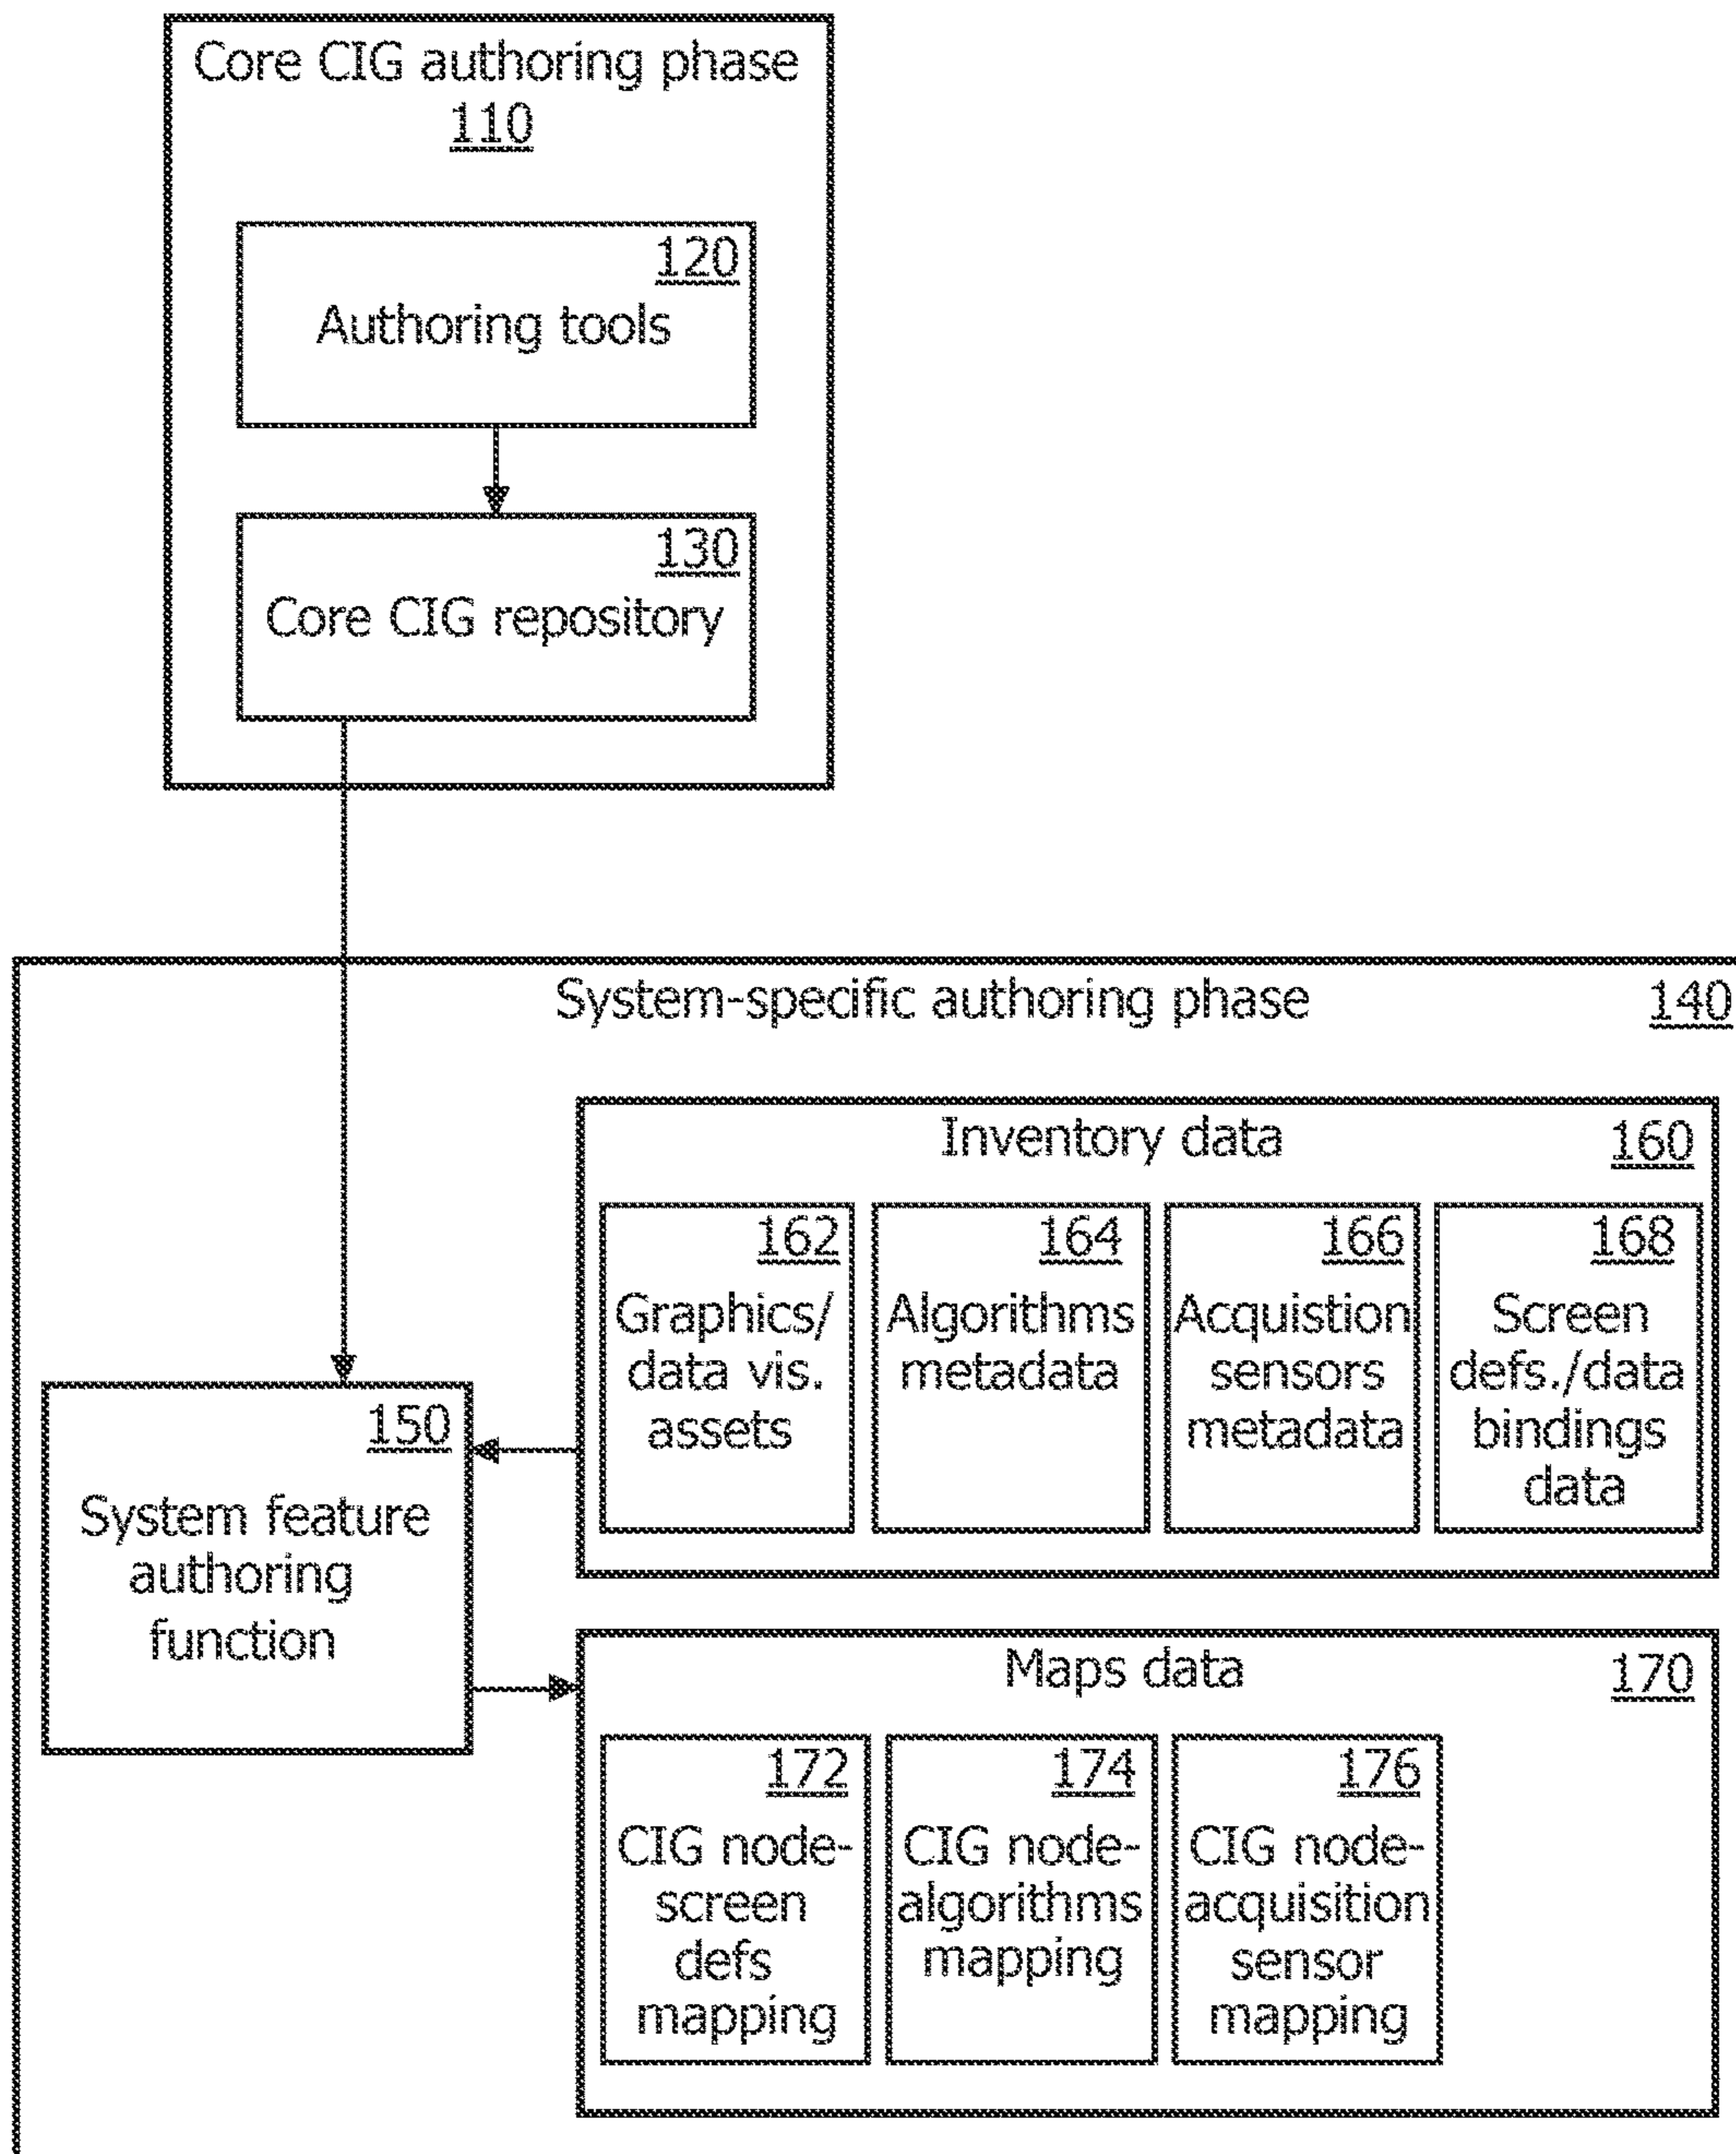 Core CIG authoring phase
110
120
Authoring tools
130
Core CIG repository
System-specific authoring phase
140
Inventory data
160
162
Graphics/
data vis.
assets
164
Algorithms
metadata
166
Acquistion
sensors
metadata
168
Screen
defs./data
bindings
data
150
System feature
authoring
function
Maps data
170
172
CIG node-
screen
defs
mapping
174
CIG node-
algorithms
mapping
176
CIG node-
acquisition
sensor
mapping